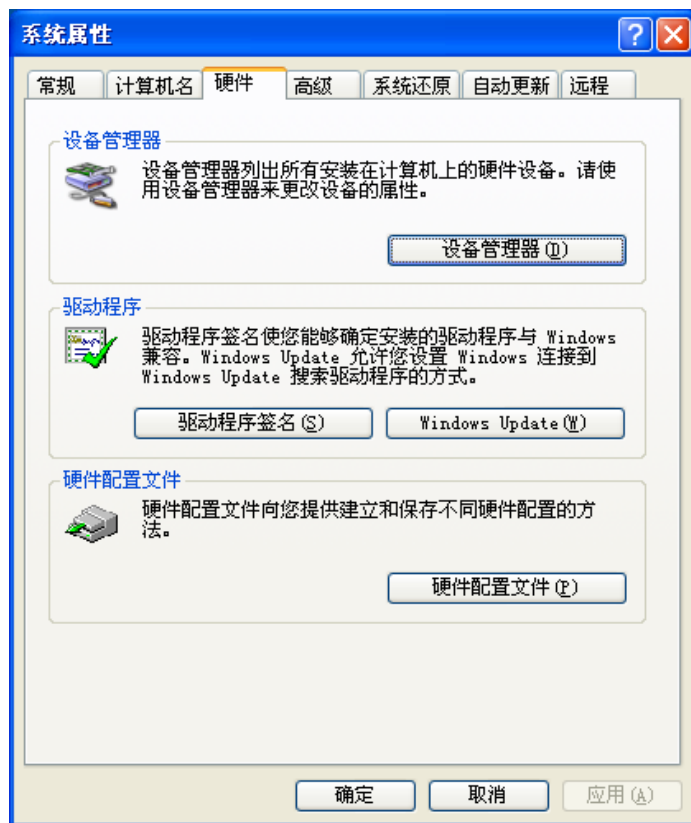 系统属性
常规 计算机名 硬件 高级 系统还原 自动更新 远程
设备管理器
设备管理器列出所有安装在计算机上的硬件设备。请使
用设备管理器来更改设备的属性。
设备管理器(D)
驱动程序
驱动程序签名使您能够确定安装的驱动程序与 Windows
兼容。Windows Update 允许您设置 Windows 连接到
Windows Update 搜索驱动程序的方式。
驱动程序签名(S) Windows Update(W)
硬件配置文件
硬件配置文件向您提供建立和保存不同硬件配置的方
法。
硬件配置文件(P)
确定 取消 应用(A)